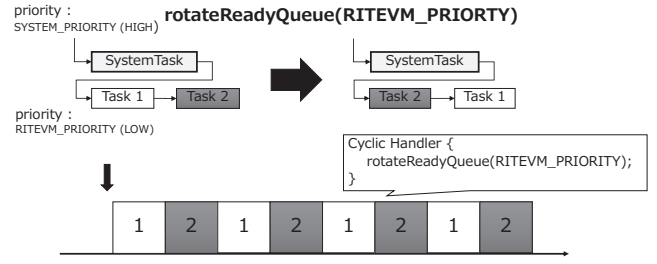 priority :
SYSTEM_PRIORITY (HIGH)
rotateReadyQueue(RITEVM_PRIORTY)
SystemTask
SystemTask
Task 1
Task 2
Task 2
Task 1
priority :
RITEVM_PRIORITY (LOW)
Cyclic Handler {
rotateReadyQueue(RITEVM_PRIORITY);
}
1 2 1 2 1 2 1 2